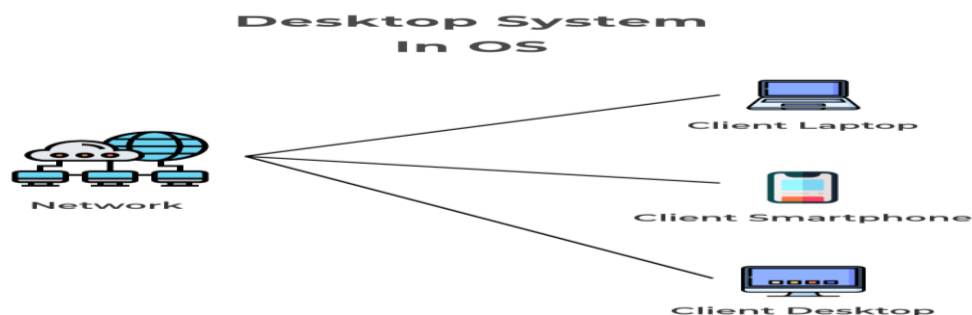 Desktop System
In OS
Client Laptop
Network
Client Smartphone
Client Desktop